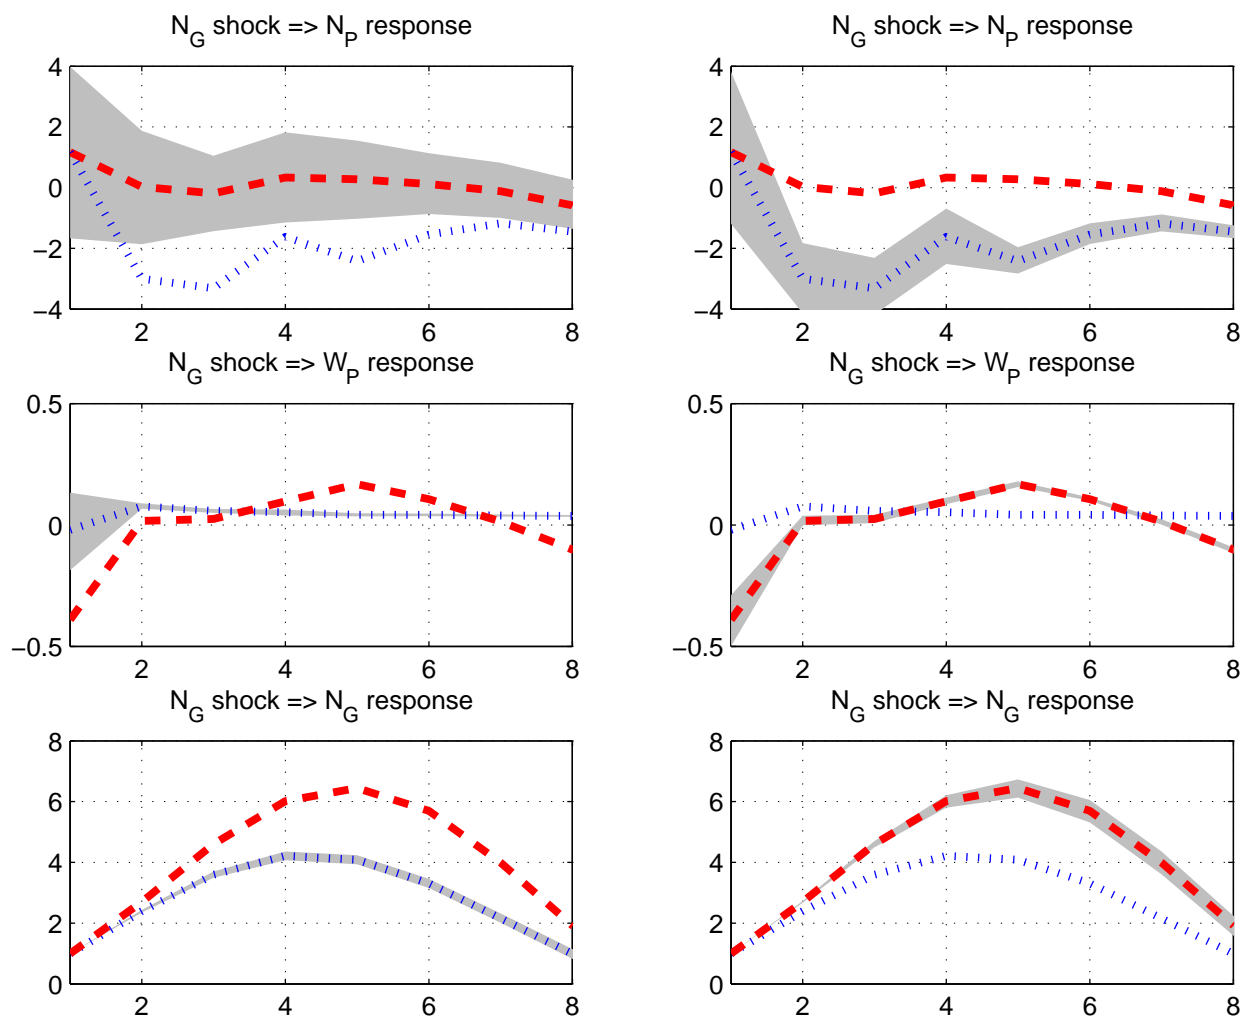 N_G shock => N_P response
4
2
0
−2
−4
2 4 6 8
N_G shock => N_P response
4
2
0
−2
−4
2 4 6 8
N_G shock => W_P response
0.5
0
−0.5
2 4 6 8
N_G shock => W_P response
0.5
0
−0.5
2 4 6 8
N_G shock => N_G response
8
6
4
2
0
2 4 6 8
N_G shock => N_G response
8
6
4
2
0
2 4 6 8